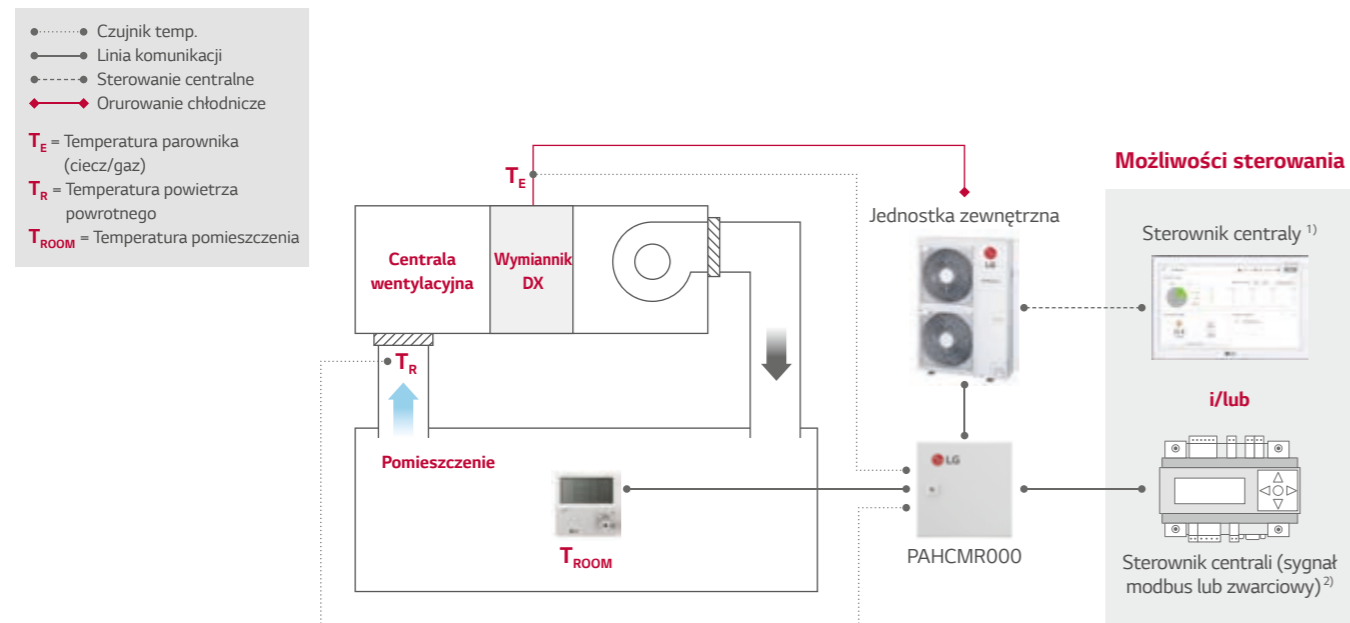 Czujnik temp.
Linia komunikacji
Sterowanie centralne
Orurowanie chłodnicze
TE = Temperatura parownika
(ciecz/gaz)
TR = Temperatura powietrza
powrotnego
TROOM = Temperatura pomieszczenia
TE
Centrala
wentylacyjna
Wymiannik
DX
TR
Pomieszczenie
TROOM
Jednostka zewnętrzna
LG
LG
PAHCMR000
Możliwości sterowania
Sterownik centraly 1)
LG
i/lub
Sterownik centrali (sygnał
modbus lub zwarciowy) 2)